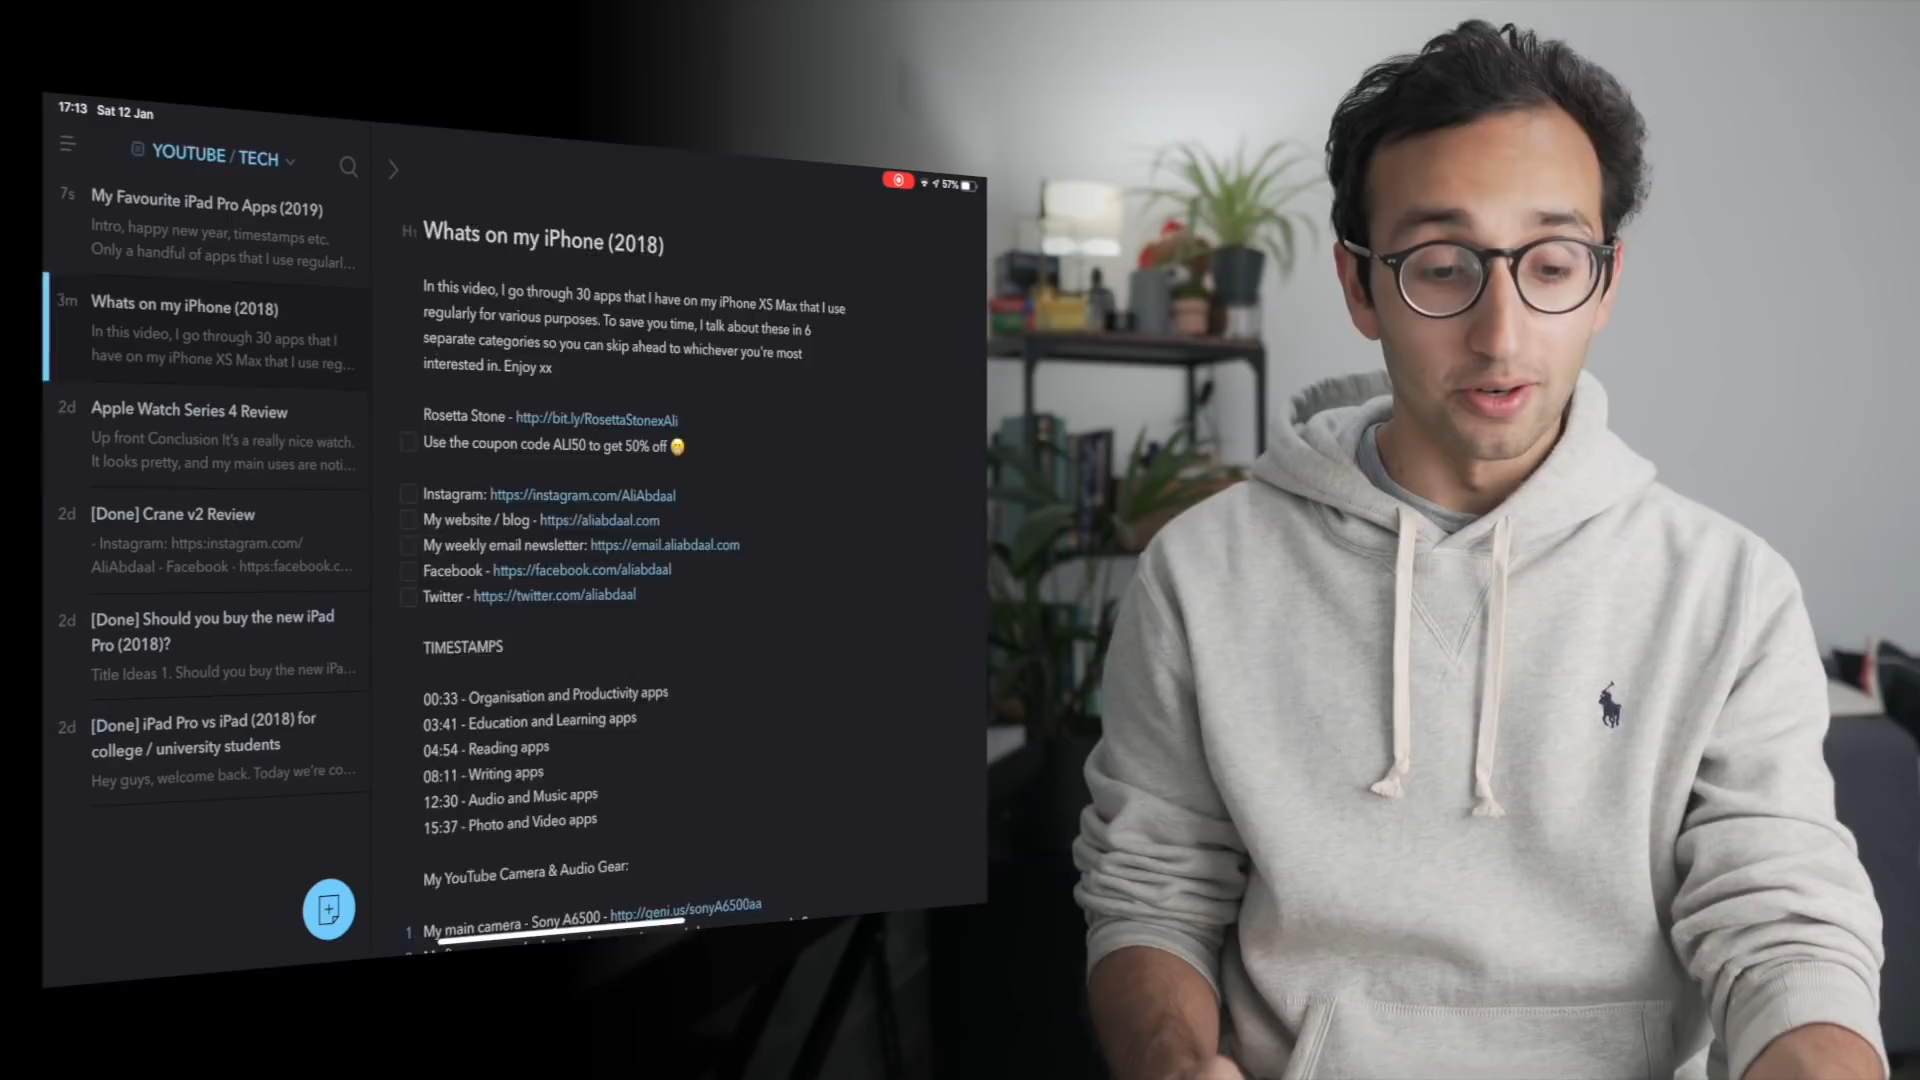 17:13 Sat 12 Jan
YOUTUBE / TECH
7s
My Favourite iPad Pro Apps (2019)
Intro, happy new year, timestamps etc.
Only a handful of apps that I use regularl...
3m
Whats on my iPhone (2018)
In this video, I go through 30 apps that I
have on my iPhone XS Max that I use reg...
2d
Apple Watch Series 4 Review
Up front Conclusion It's a really nice watch.
It looks pretty, and my main uses are noti...
2d
[Done] Crane v2 Review
- Instagram: https:instagram.com/
AliAbdaal - Facebook - https:facebook.c...
2d
[Done] Should you buy the new iPad
Pro (2018)?
Title Ideas 1. Should you buy the new iPa...
2d
[Done] iPad Pro vs iPad (2018) for
college / university students
Hey guys, welcome back. Today we're co...
57%
H1 Whats on my iPhone (2018)
In this video, I go through 30 apps that I have on my iPhone XS Max that I use
regularly for various purposes. To save you time, I talk about these in 6
separate categories so you can skip ahead to whichever you're most
interested in. Enjoy xx
Rosetta Stone - http://bit.ly/RosettaStonexAli
Use the coupon code ALI50 to get 50% off
Instagram: https://instagram.com/AliAbdaal
My website / blog - https://aliabdaal.com
My weekly email newsletter: https://email.aliabdaal.com
Facebook - https://facebook.com/aliabdaal
Twitter - https://twitter.com/aliabdaal
TIMESTAMPS
00:33 - Organisation and Productivity apps
03:41 - Education and Learning apps
04:54 - Reading apps
08:11 - Writing apps
12:30 - Audio and Music apps
15:37 - Photo and Video apps
My YouTube Camera & Audio Gear:
1. My main camera - Sony A6500 - http://geni.us/sonyA6500aa